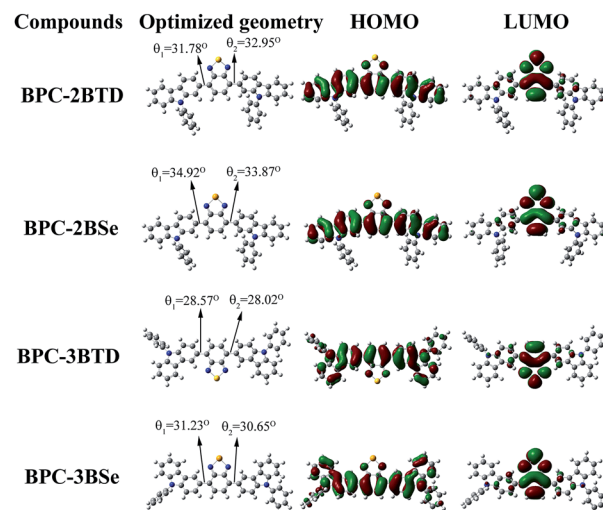 Compounds Optimized geometry HOMO LUMO
θ1=31.78° θ2=32.95°
BPC-2BTD
θ1=34.92° θ2=33.87°
BPC-2BSe
θ1=28.57° θ2=28.02°
BPC-3BTD
θ1=31.23° θ2=30.65°
BPC-3BSe